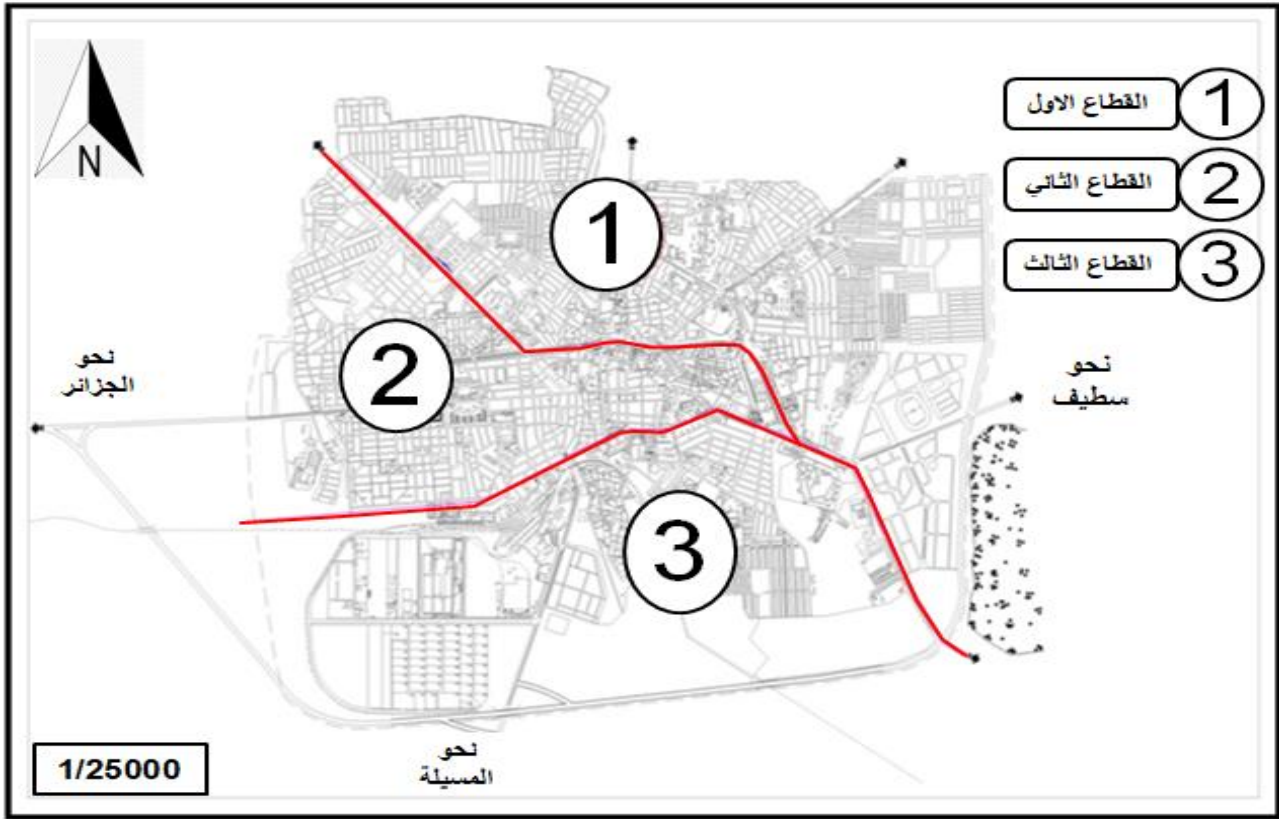 N
1
القطاع الاول
2
القطاع الثاني
3
القطاع الثالث
1
2
3
نحو
الجزائر
نحو
سطيف
نحو
المسيلة
1/25000